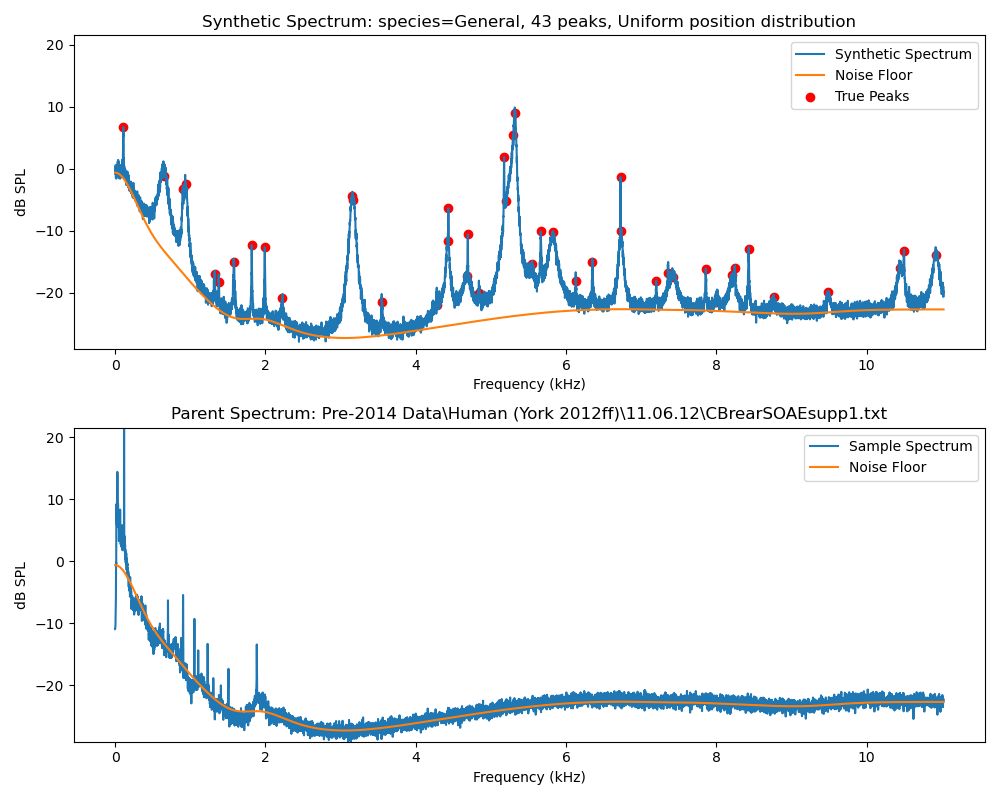 Synthetic Spectrum: species=General, 43 peaks, Uniform position distribution
20
10
0
−10
−20
dB SPL
Synthetic Spectrum
Noise Floor
True Peaks
0 2 4 6 8 10
Frequency (kHz)
Parent Spectrum: Pre-2014 Data\Human (York 2012ff)\11.06.12\CBrearSOAEsupp1.txt
20
10
0
−10
−20
dB SPL
Sample Spectrum
Noise Floor
0 2 4 6 8 10
Frequency (kHz)